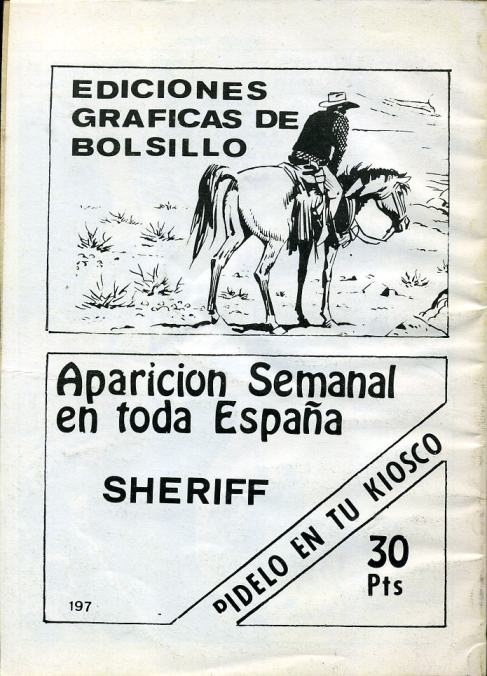 EDICIONES
GRAFICAS DE
BOLSILLO
Aparicion Semanal
en toda España
SHERIFF
PIDELO EN TU KIOSCO
30
Pts
197